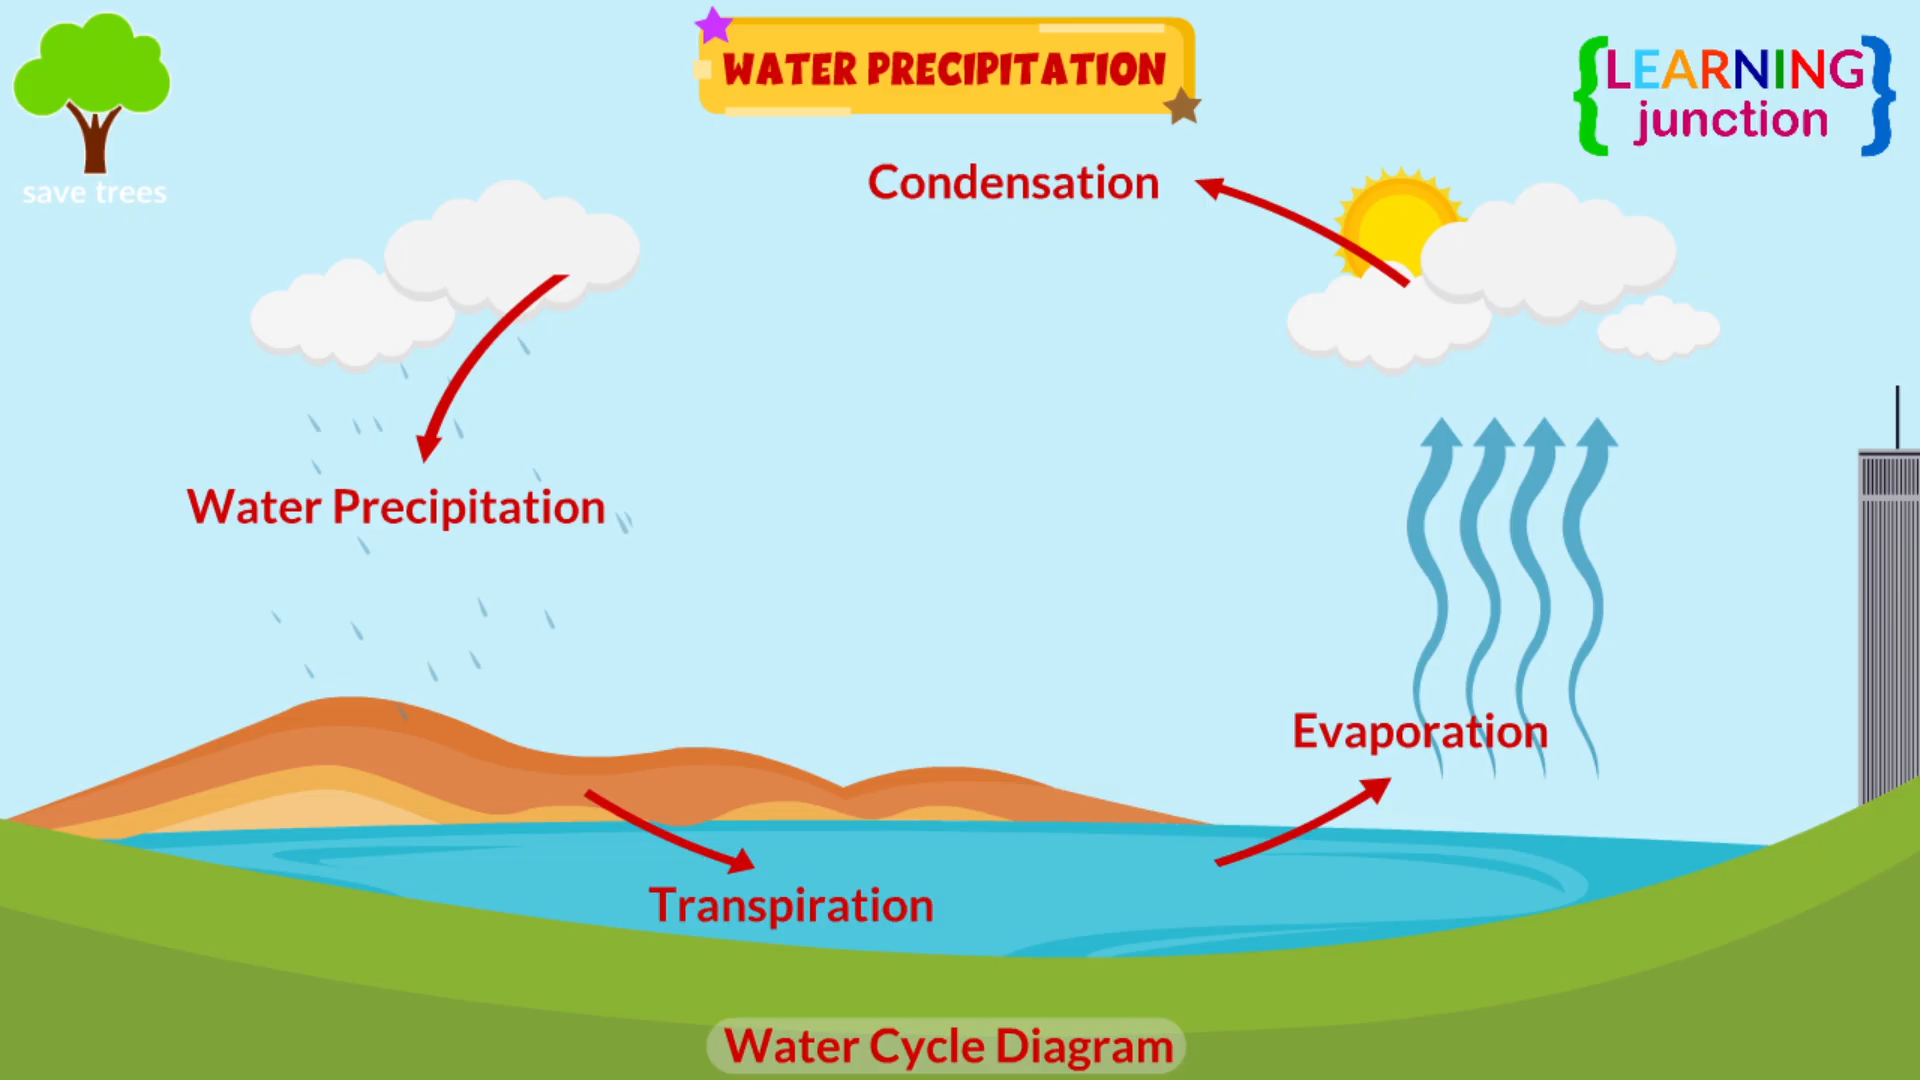 WATER PRECIPITATION
LEARNING
junction
save trees
Condensation
Water Precipitation
Evaporation
Transpiration
Water Cycle Diagram